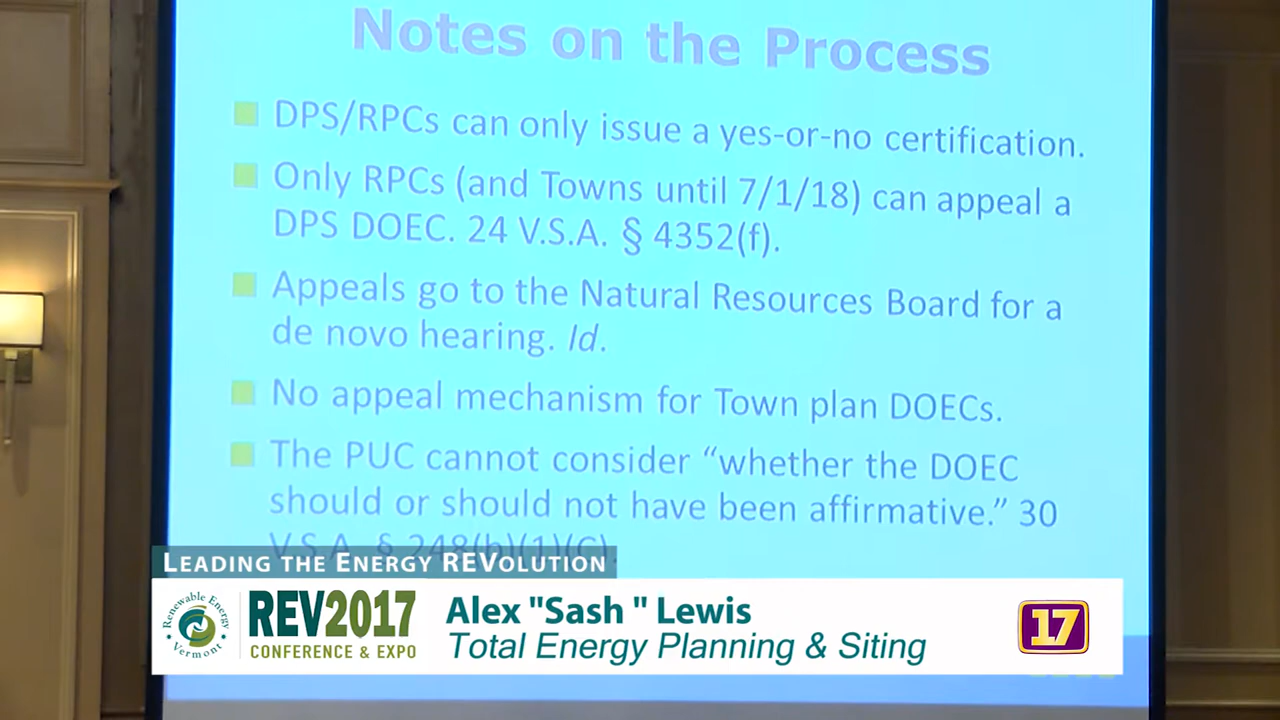 Notes on the Process
DPS/RPCs can only issue a yes-or-no certification.
Only RPCs (and Towns until 7/1/18) can appeal a
DPS DOEC. 24 V.S.A. § 4352(f).
Appeals go to the Natural Resources Board for a
de novo hearing. Id.
No appeal mechanism for Town plan DOECs.
The PUC cannot consider “whether the DOEC
should or should not have been affirmative.” 30
V.S.A. § 248(b)(1)(C).
LEADING THE ENERGY REVOLUTION
Renewable Energy
Vermont
REV2017
CONFERENCE & EXPO
Alex "Sash " Lewis
Total Energy Planning & Siting
17